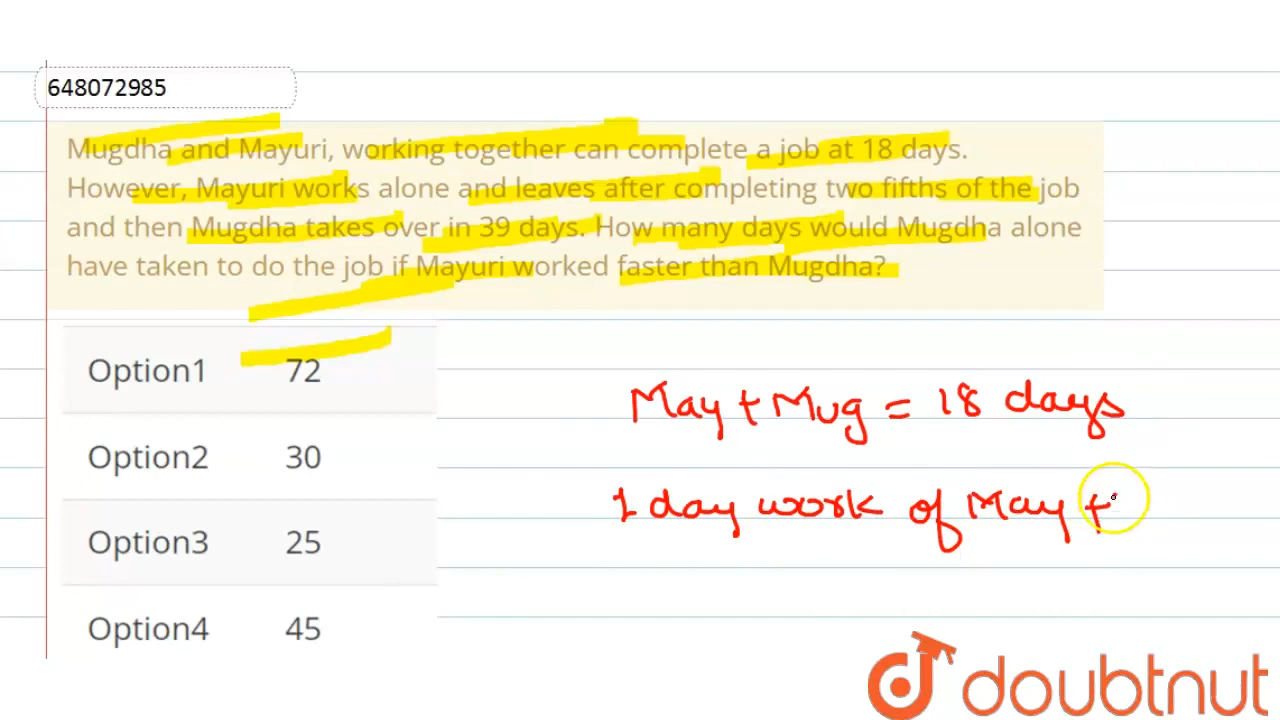 648072985
Mugdha and Mayuri, working together can complete a job at 18 days.
However, Mayuri works alone and leaves after completing two fifths of the job
and then Mugdha takes over in 39 days. How many days would Mugdha alone
have taken to do the job if Mayuri worked faster than Mugdha?
Option1 72
Option2 30
Option3 25
Option4 45
May + Mug = 18 days
1 day work of May +
doubtnut